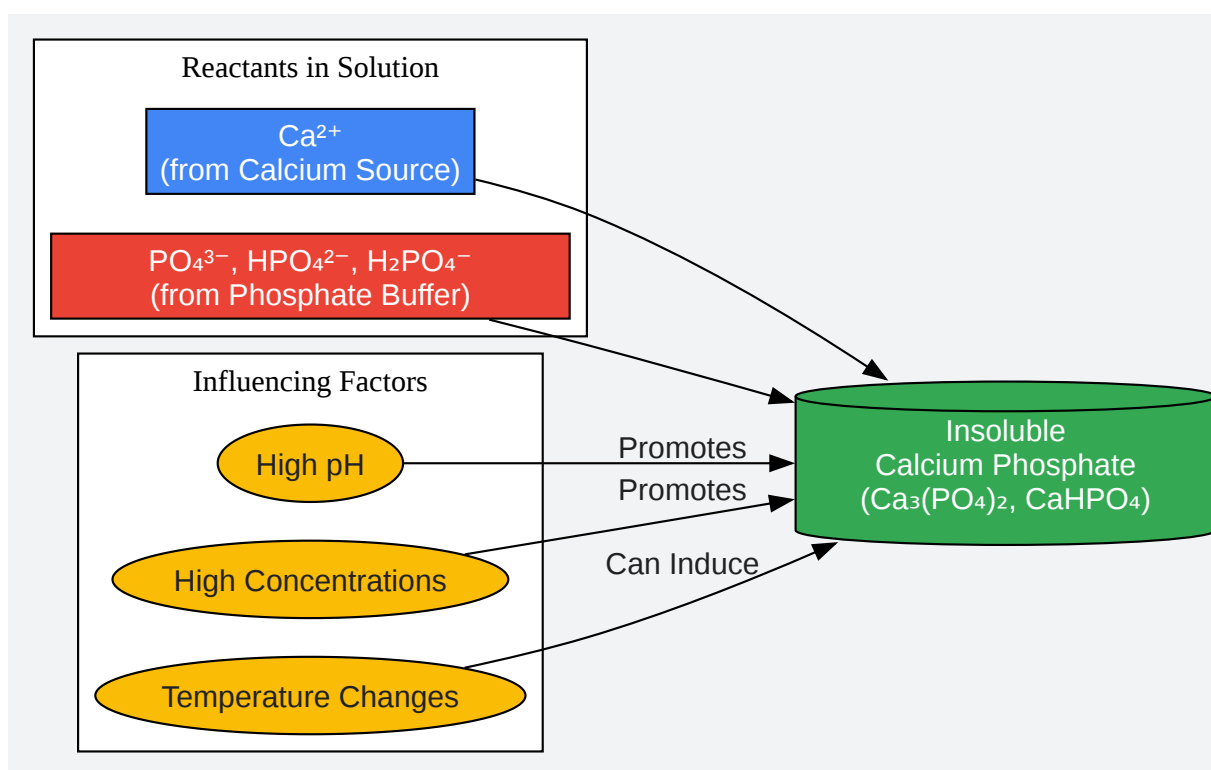 Reactants in Solution
Ca²⁺
(from Calcium Source)
PO₄³⁻, HPO₄²⁻, H₂PO₄⁻
(from Phosphate Buffer)
Influencing Factors
High pH
High Concentrations
Temperature Changes
Promotes
Promotes
Can Induce
Insoluble
Calcium Phosphate
(Ca₃(PO₄)₂, CaHPO₄)